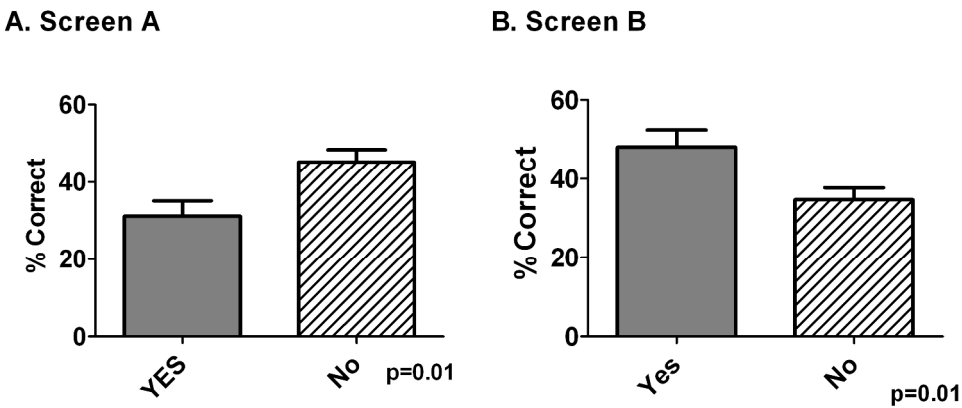 A. Screen A
60
40
20
0
% Correct
YES
No
p=0.01
B. Screen B
60
40
20
0
% Correct
Yes
No
p=0.01